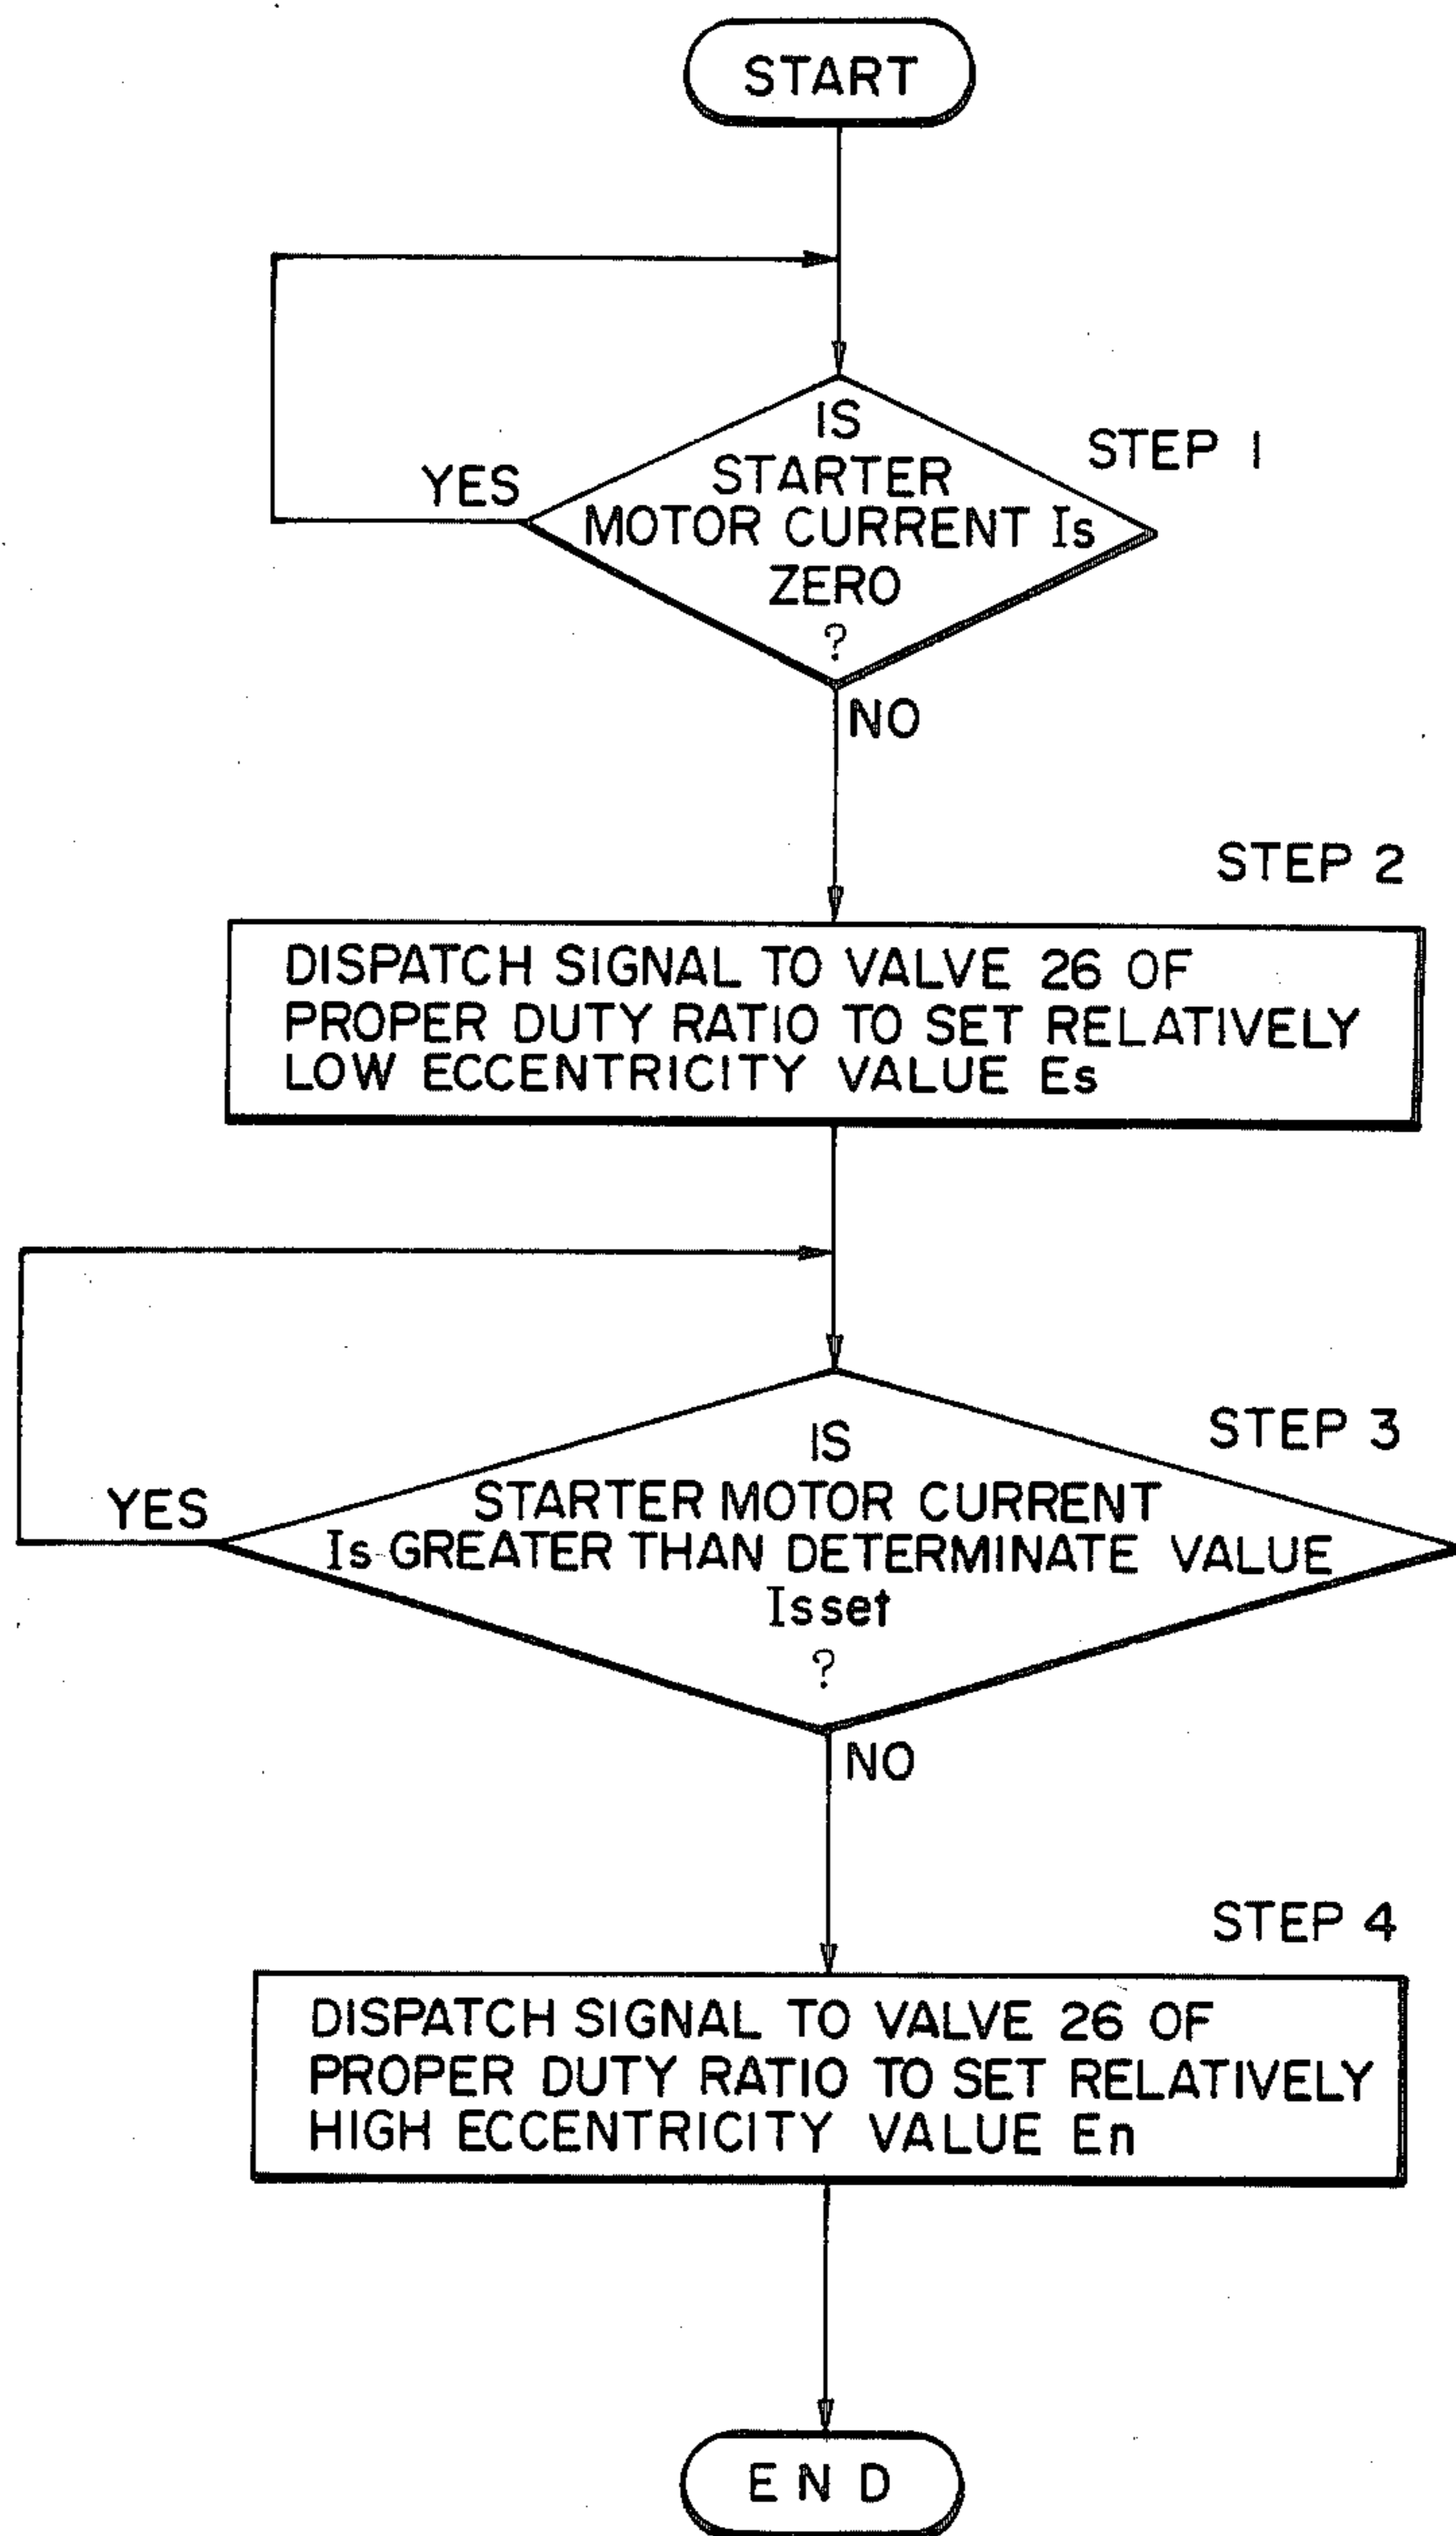 START
IS
STARTER
MOTOR CURRENT Is
ZERO
?
STEP 1
YES
NO
STEP 2
DISPATCH SIGNAL TO VALVE 26 OF
PROPER DUTY RATIO TO SET RELATIVELY
LOW ECCENTRICITY VALUE Es
STEP 3
IS
STARTER MOTOR CURRENT
Is GREATER THAN DETERMINATE VALUE
Isset
?
YES
NO
STEP 4
DISPATCH SIGNAL TO VALVE 26 OF
PROPER DUTY RATIO TO SET RELATIVELY
HIGH ECCENTRICITY VALUE En
END